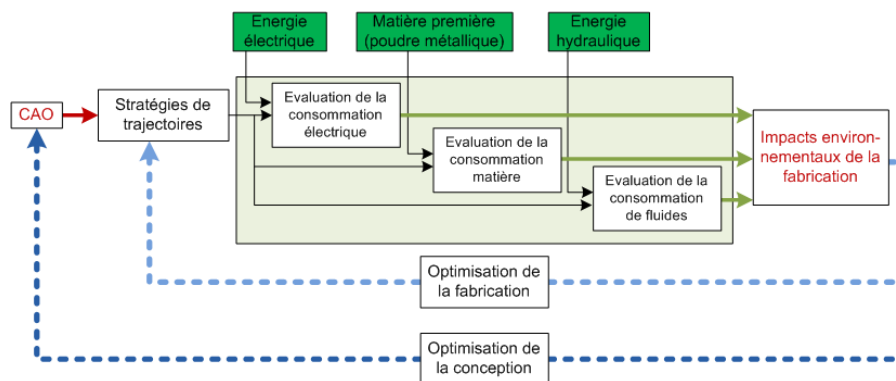 Energie
électrique
Matière première
(poudre métallique)
Energie
hydraulique
CAO
Stratégies de
trajectoires
Evaluation de la
consommation
électrique
Evaluation de la
consommation
matière
Evaluation de la
consommation
de fluides
Impacts environ-
nementaux de la
fabrication
Optimisation de
la fabrication
Optimisation de
la conception